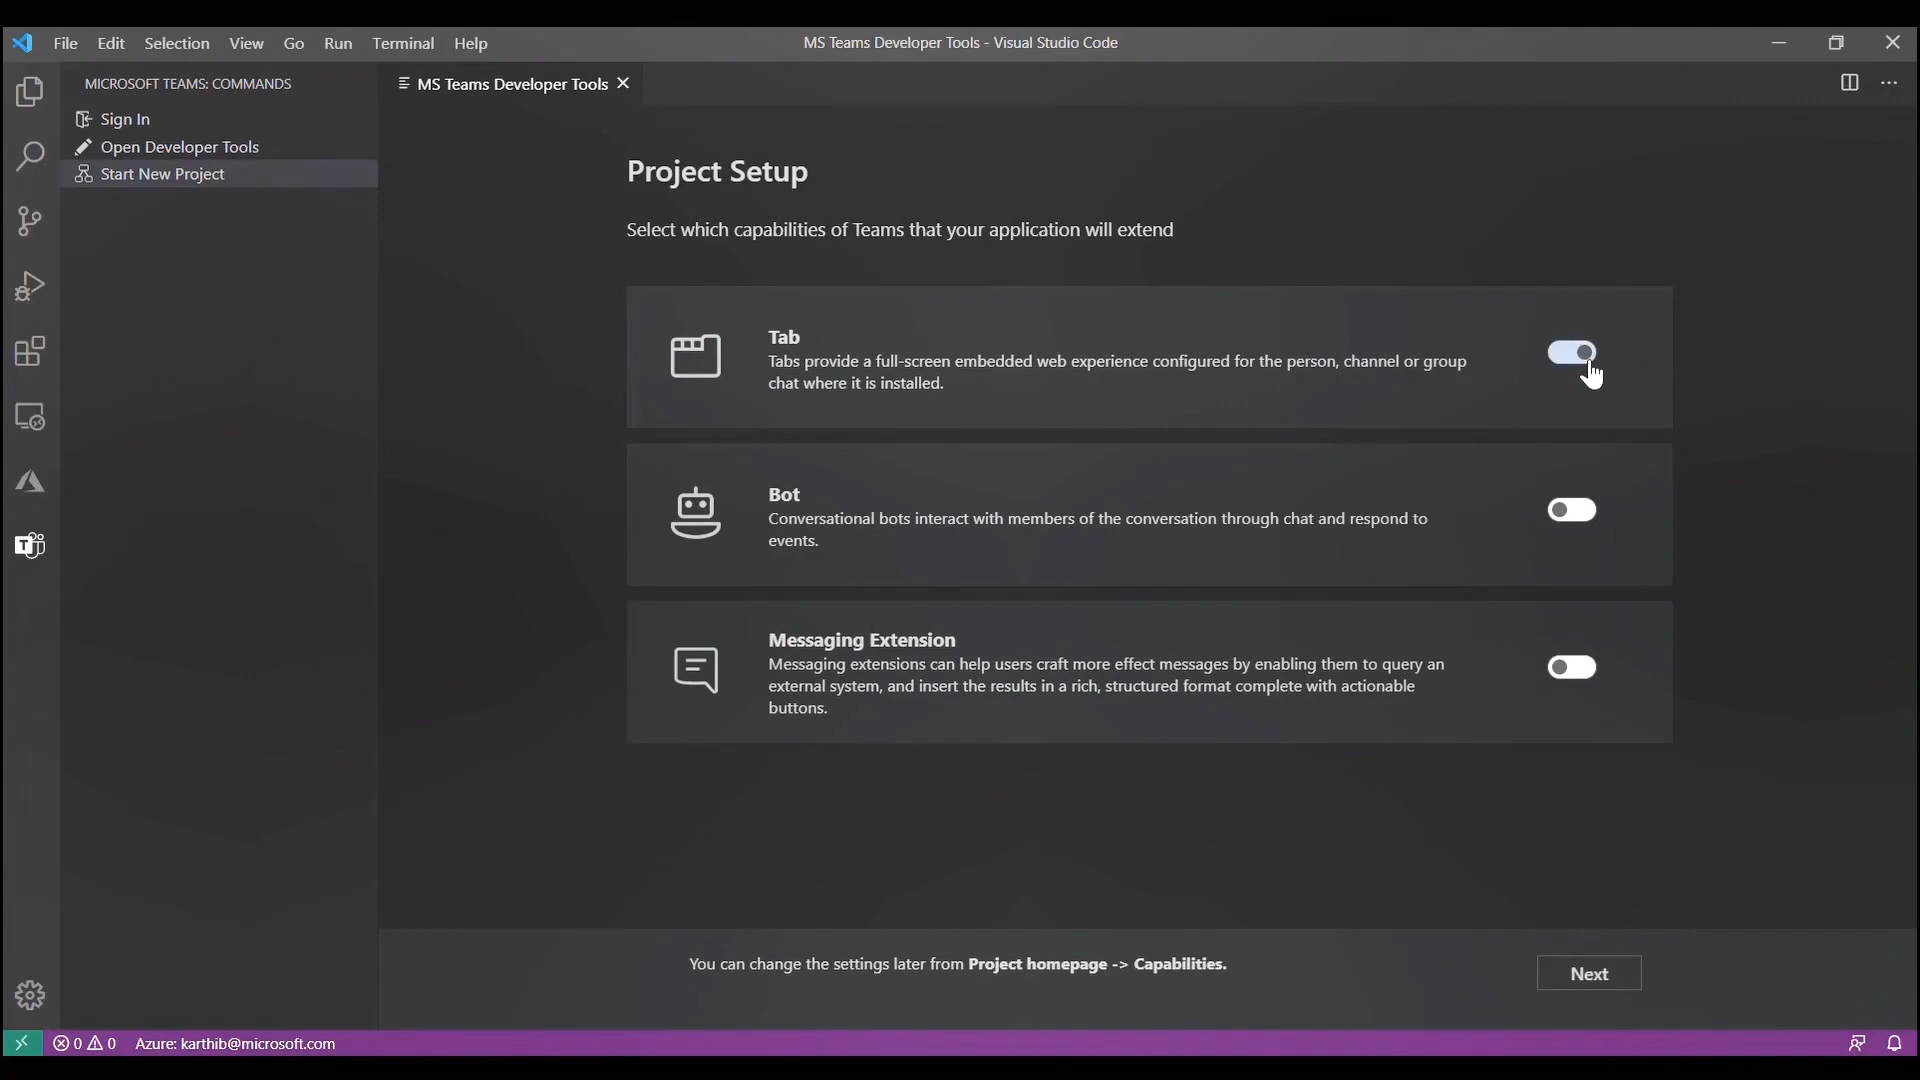 File Edit Selection View Go Run Terminal Help
MS Teams Developer Tools - Visual Studio Code
MICROSOFT TEAMS: COMMANDS
Sign In
Open Developer Tools
Start New Project
MS Teams Developer Tools
Project Setup
Select which capabilities of Teams that your application will extend
Tab
Tabs provide a full-screen embedded web experience configured for the person, channel or group
chat where it is installed.
Bot
Conversational bots interact with members of the conversation through chat and respond to
events.
Messaging Extension
Messaging extensions can help users craft more effect messages by enabling them to query an
external system, and insert the results in a rich, structured format complete with actionable
buttons.
You can change the settings later from Project homepage -> Capabilities.
Next
0 0 Azure: karthib@microsoft.com